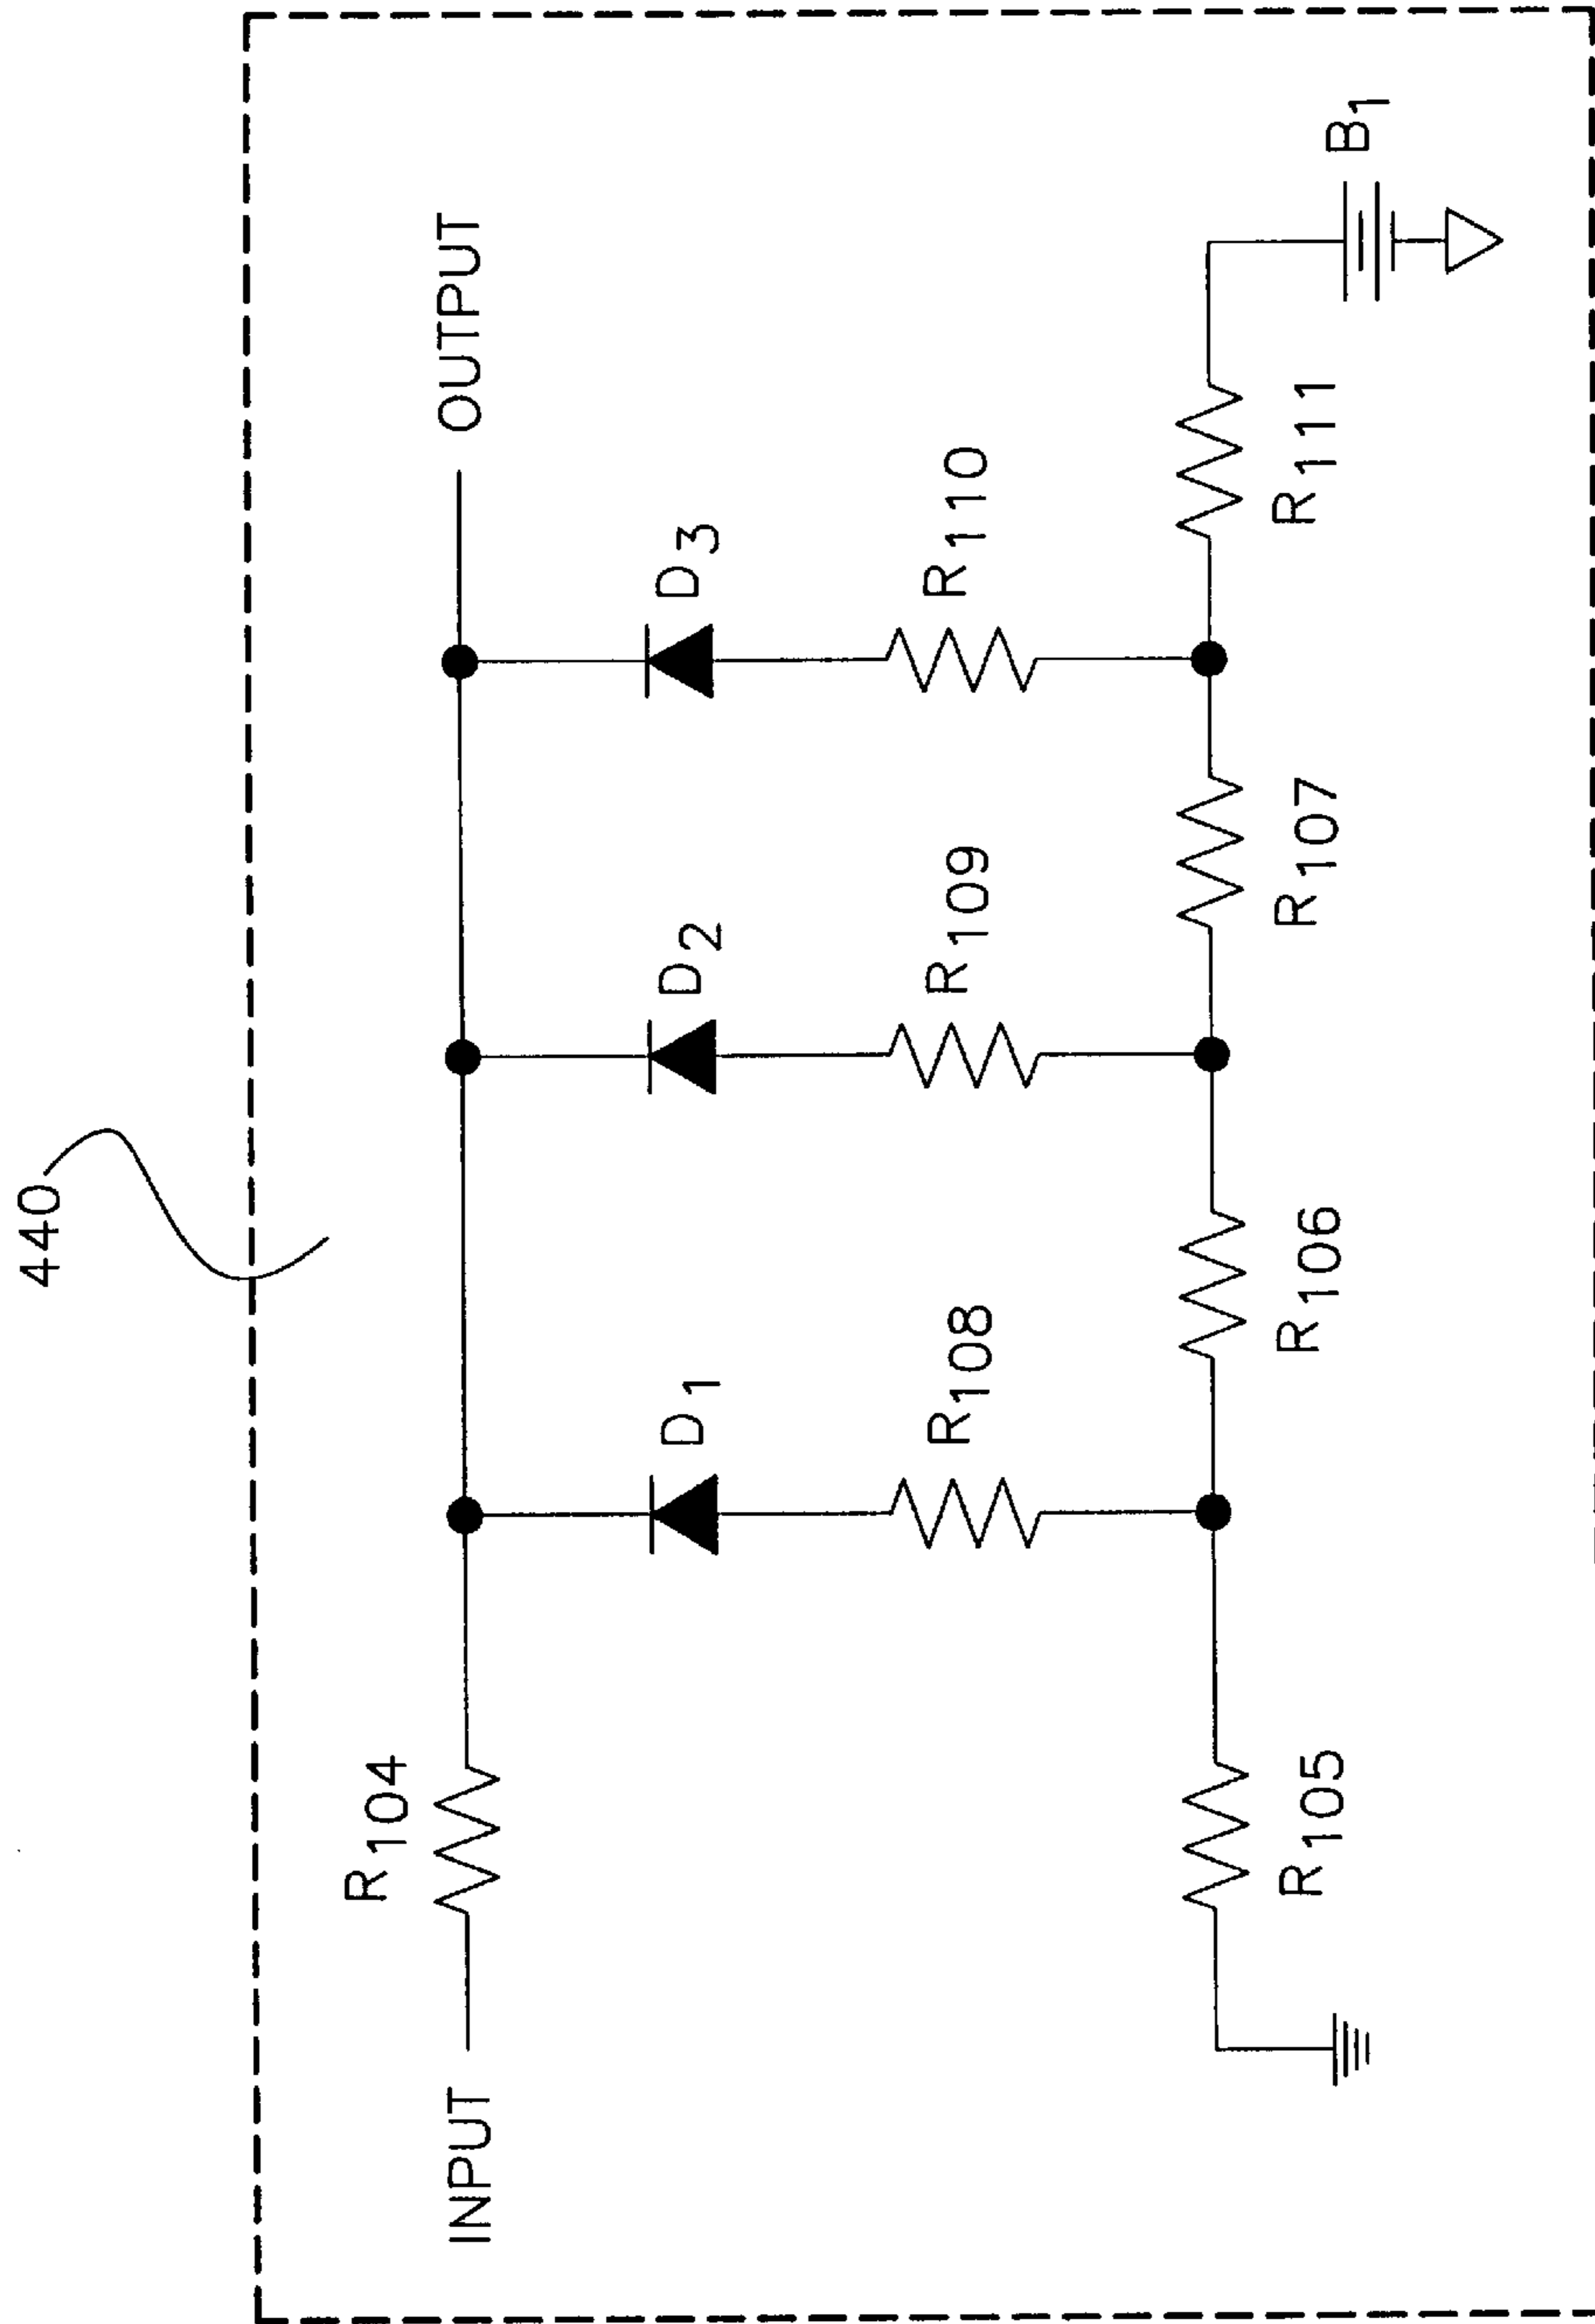 440
INPUT
R104
OUTPUT
D1
D2
D3
R108
R109
R110
R105
R106
R107
R111
B1